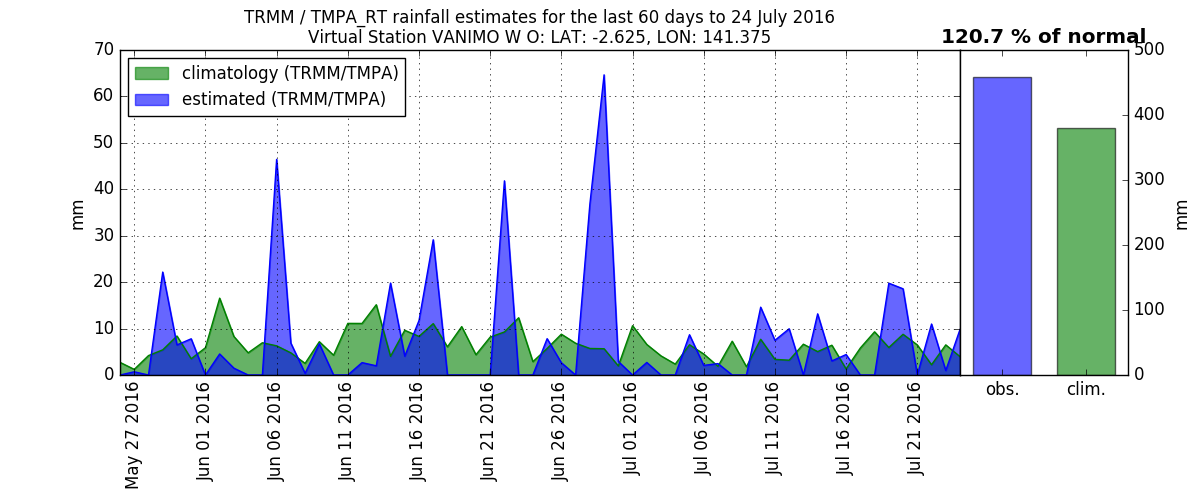 TRMM / TMPA_RT rainfall estimates for the last 60 days to 24 July 2016
Virtual Station VANIMO W O: LAT: -2.625, LON: 141.375
120.7 % of normal
climatology (TRMM/TMPA)
estimated (TRMM/TMPA)
70
60
50
40
30
20
10
0
mm
May 27 2016
Jun 01 2016
Jun 06 2016
Jun 11 2016
Jun 16 2016
Jun 21 2016
Jun 26 2016
Jul 01 2016
Jul 06 2016
Jul 11 2016
Jul 16 2016
Jul 21 2016
obs.
clim.
500
400
300
200
100
0
mm